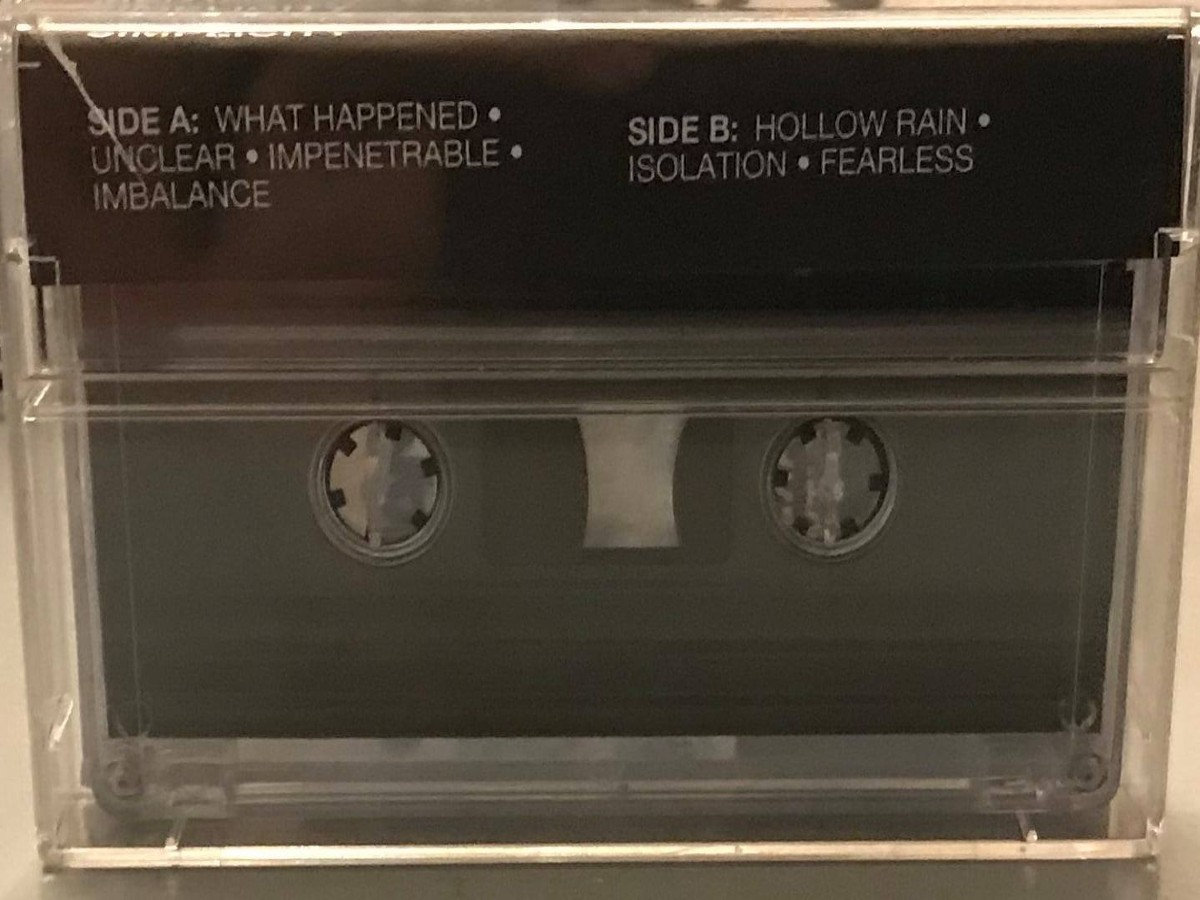 SIDE A: WHAT HAPPENED •
UNCLEAR • IMPENETRABLE •
IMBALANCE
SIDE B: HOLLOW RAIN •
ISOLATION • FEARLESS